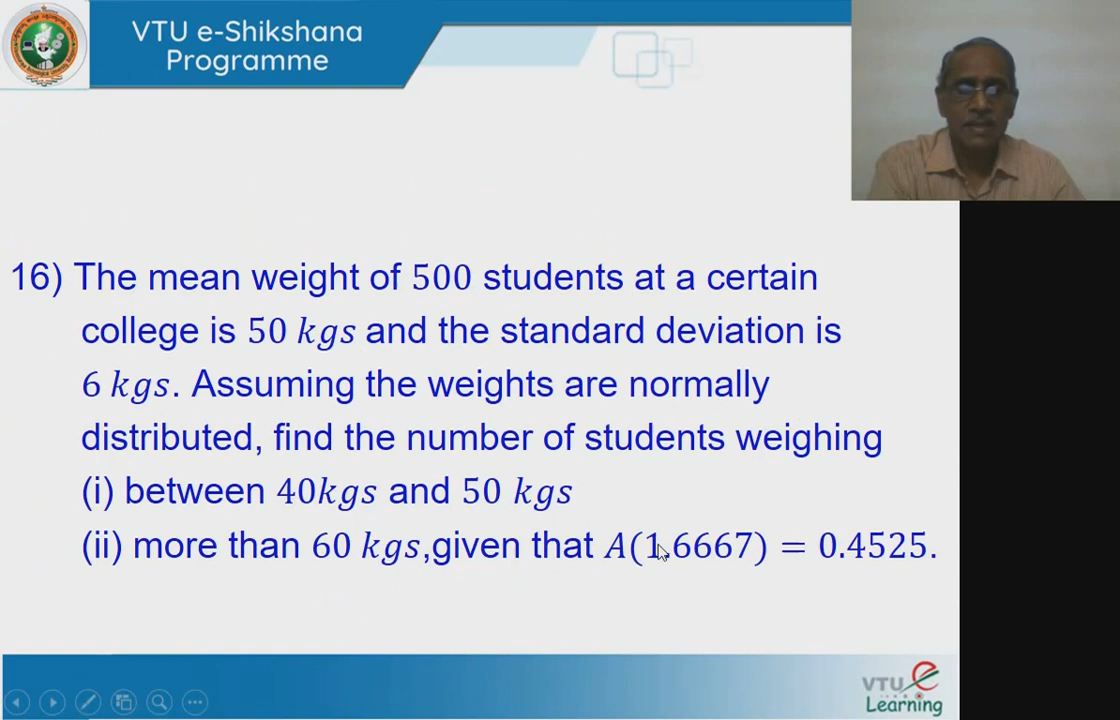 VTU e-Shikshana
Programme
16) The mean weight of 500 students at a certain
college is 50 kgs and the standard deviation is
6 kgs. Assuming the weights are normally
distributed, find the number of students weighing
(i) between 40kgs and 50 kgs
(ii) more than 60 kgs,given that A(1.6667) = 0.4525.
VTU e
Learning